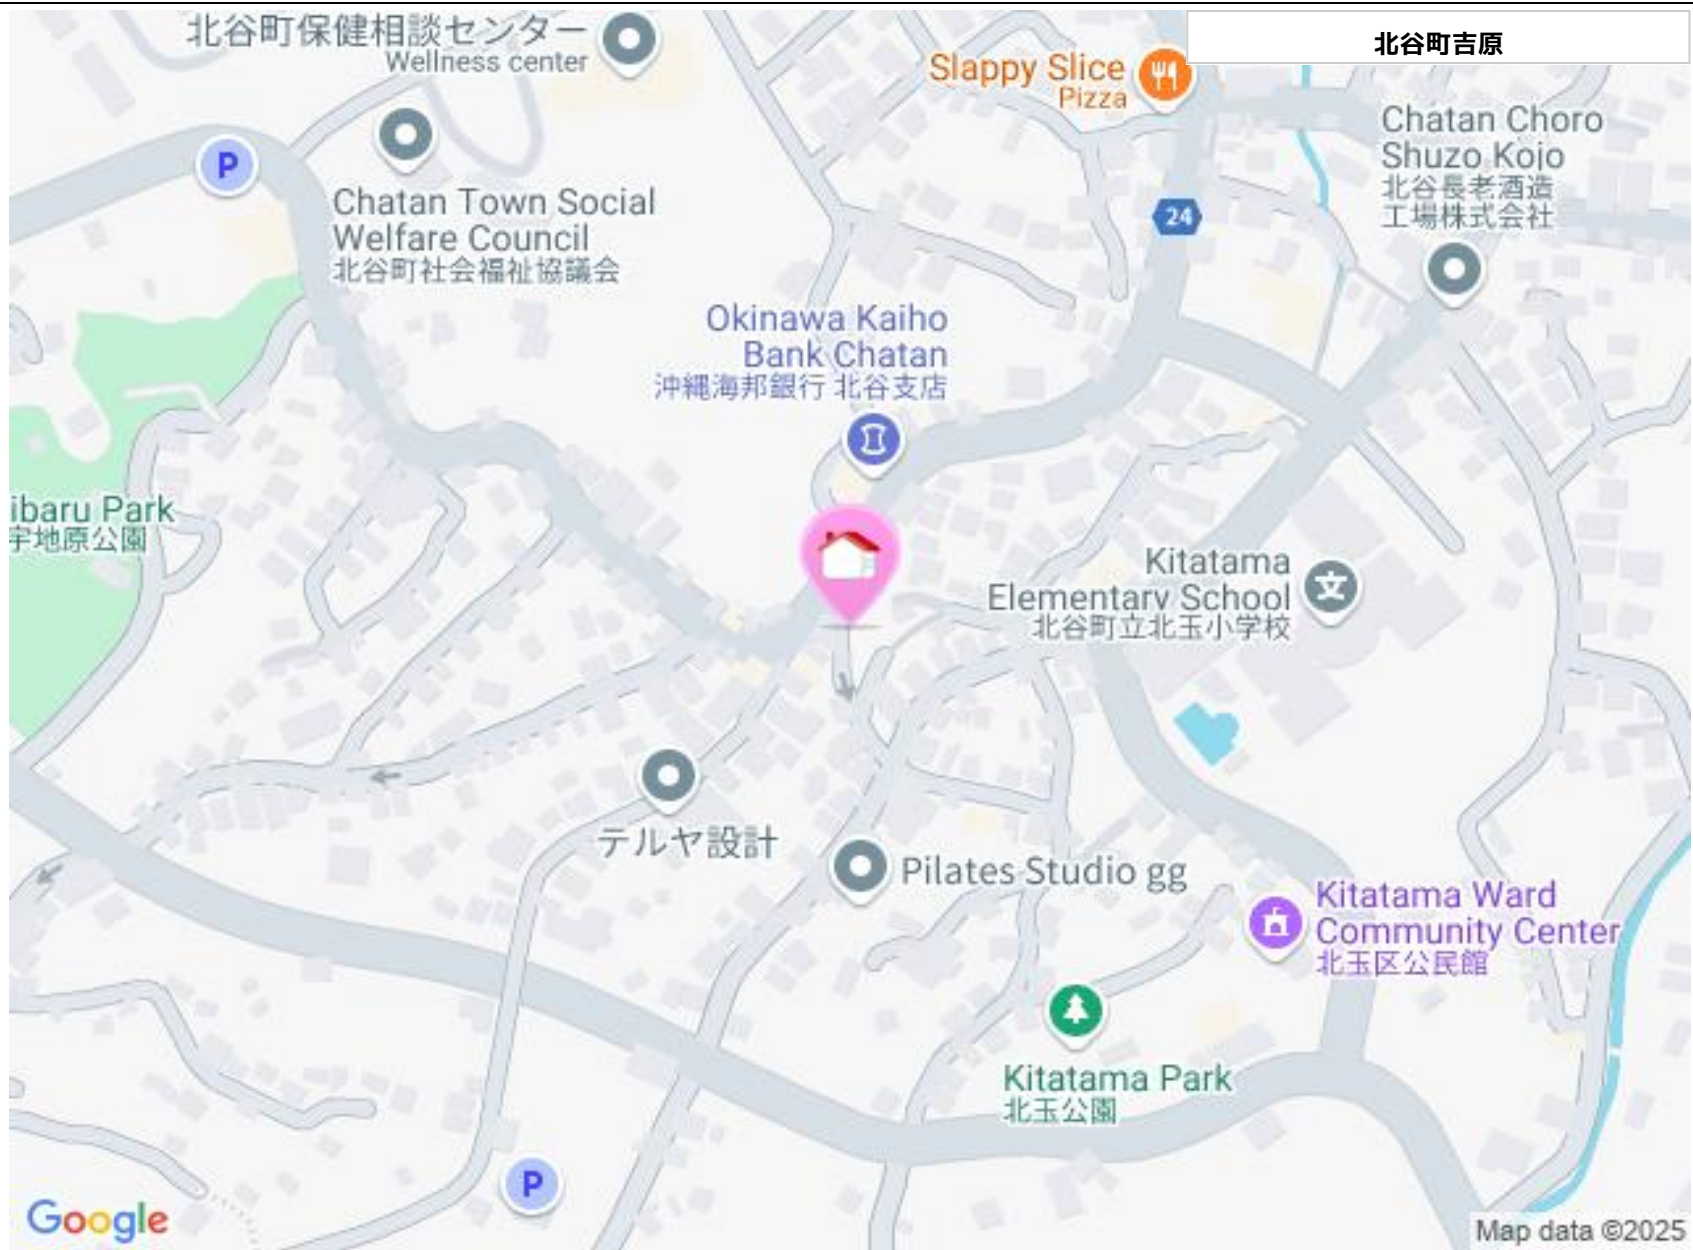 北谷町保健相談センター
Wellness center
Slappy Slice
Pizza
北谷町吉原
P
Chatan Town Social
Welfare Council
北谷町社会福祉協議会
24
Chatan Choro
Shuzo Kojo
北谷長老酒造
工場株式会社
Okinawa Kaiho
Bank Chatan
沖縄海邦銀行 北谷支店
ibaru Park
宇地原公園
Kitatama
Elementary School
北谷町立北玉小学校
文
テルヤ設計
Pilates Studio gg
Kitatama Ward
Community Center
北玉区公民館
Kitatama Park
北玉公園
P
Google
Map data ©2025